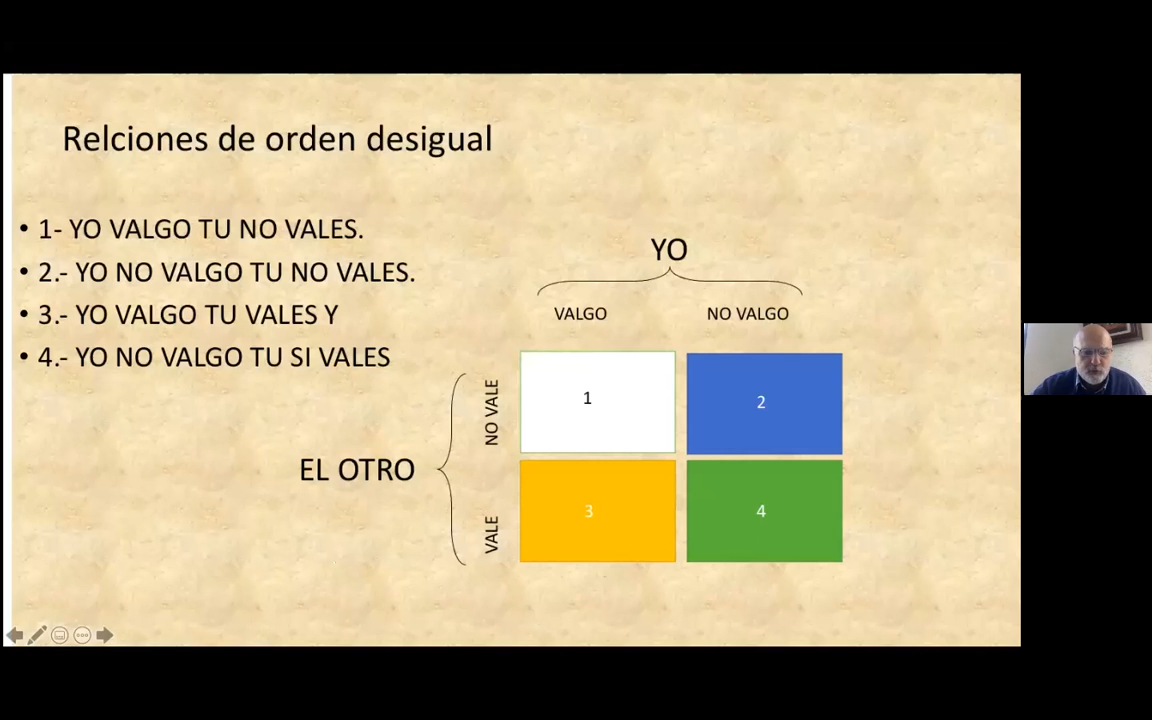 Relciones de orden desigual
• 1- YO VALGO TU NO VALES.
• 2.- YO NO VALGO TU NO VALES.
• 3.- YO VALGO TU VALES Y
• 4.- YO NO VALGO TU SI VALES
YO
VALGO
NO VALGO
EL OTRO
NO VALE
VALE
1
2
3
4